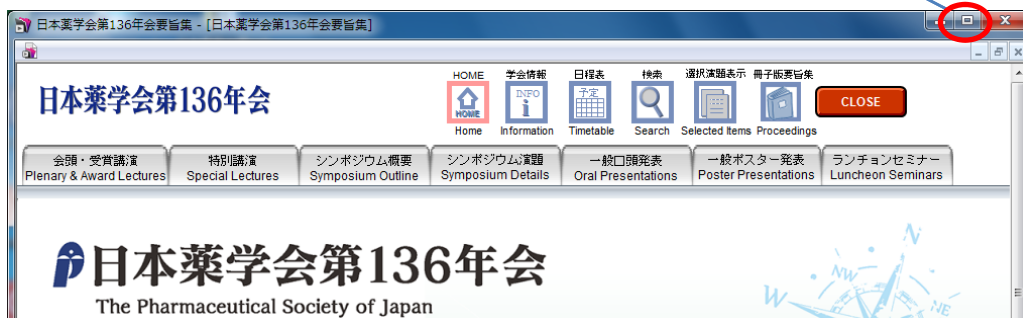 日本薬学会第136年会要旨集 - [日本薬学会第136年会要旨集]
日本薬学会第136年会
HOME 学会情報 日程表 検索 選択演題表示 冊子版要旨集
HOME INFO 予定
CLOSE
Home Information Timetable Search Selected Items Proceedings
会頭・受賞講演 特別講演 シンポジウム概要 シンポジウム演題 一般口頭発表 一般ポスター発表 ランチョンセミナー
Plenary & Award Lectures Special Lectures Symposium Outline Symposium Details Oral Presentations Poster Presentations Luncheon Seminars
日本薬学会第136年会
The Pharmaceutical Society of Japan
N
NW
W
NE